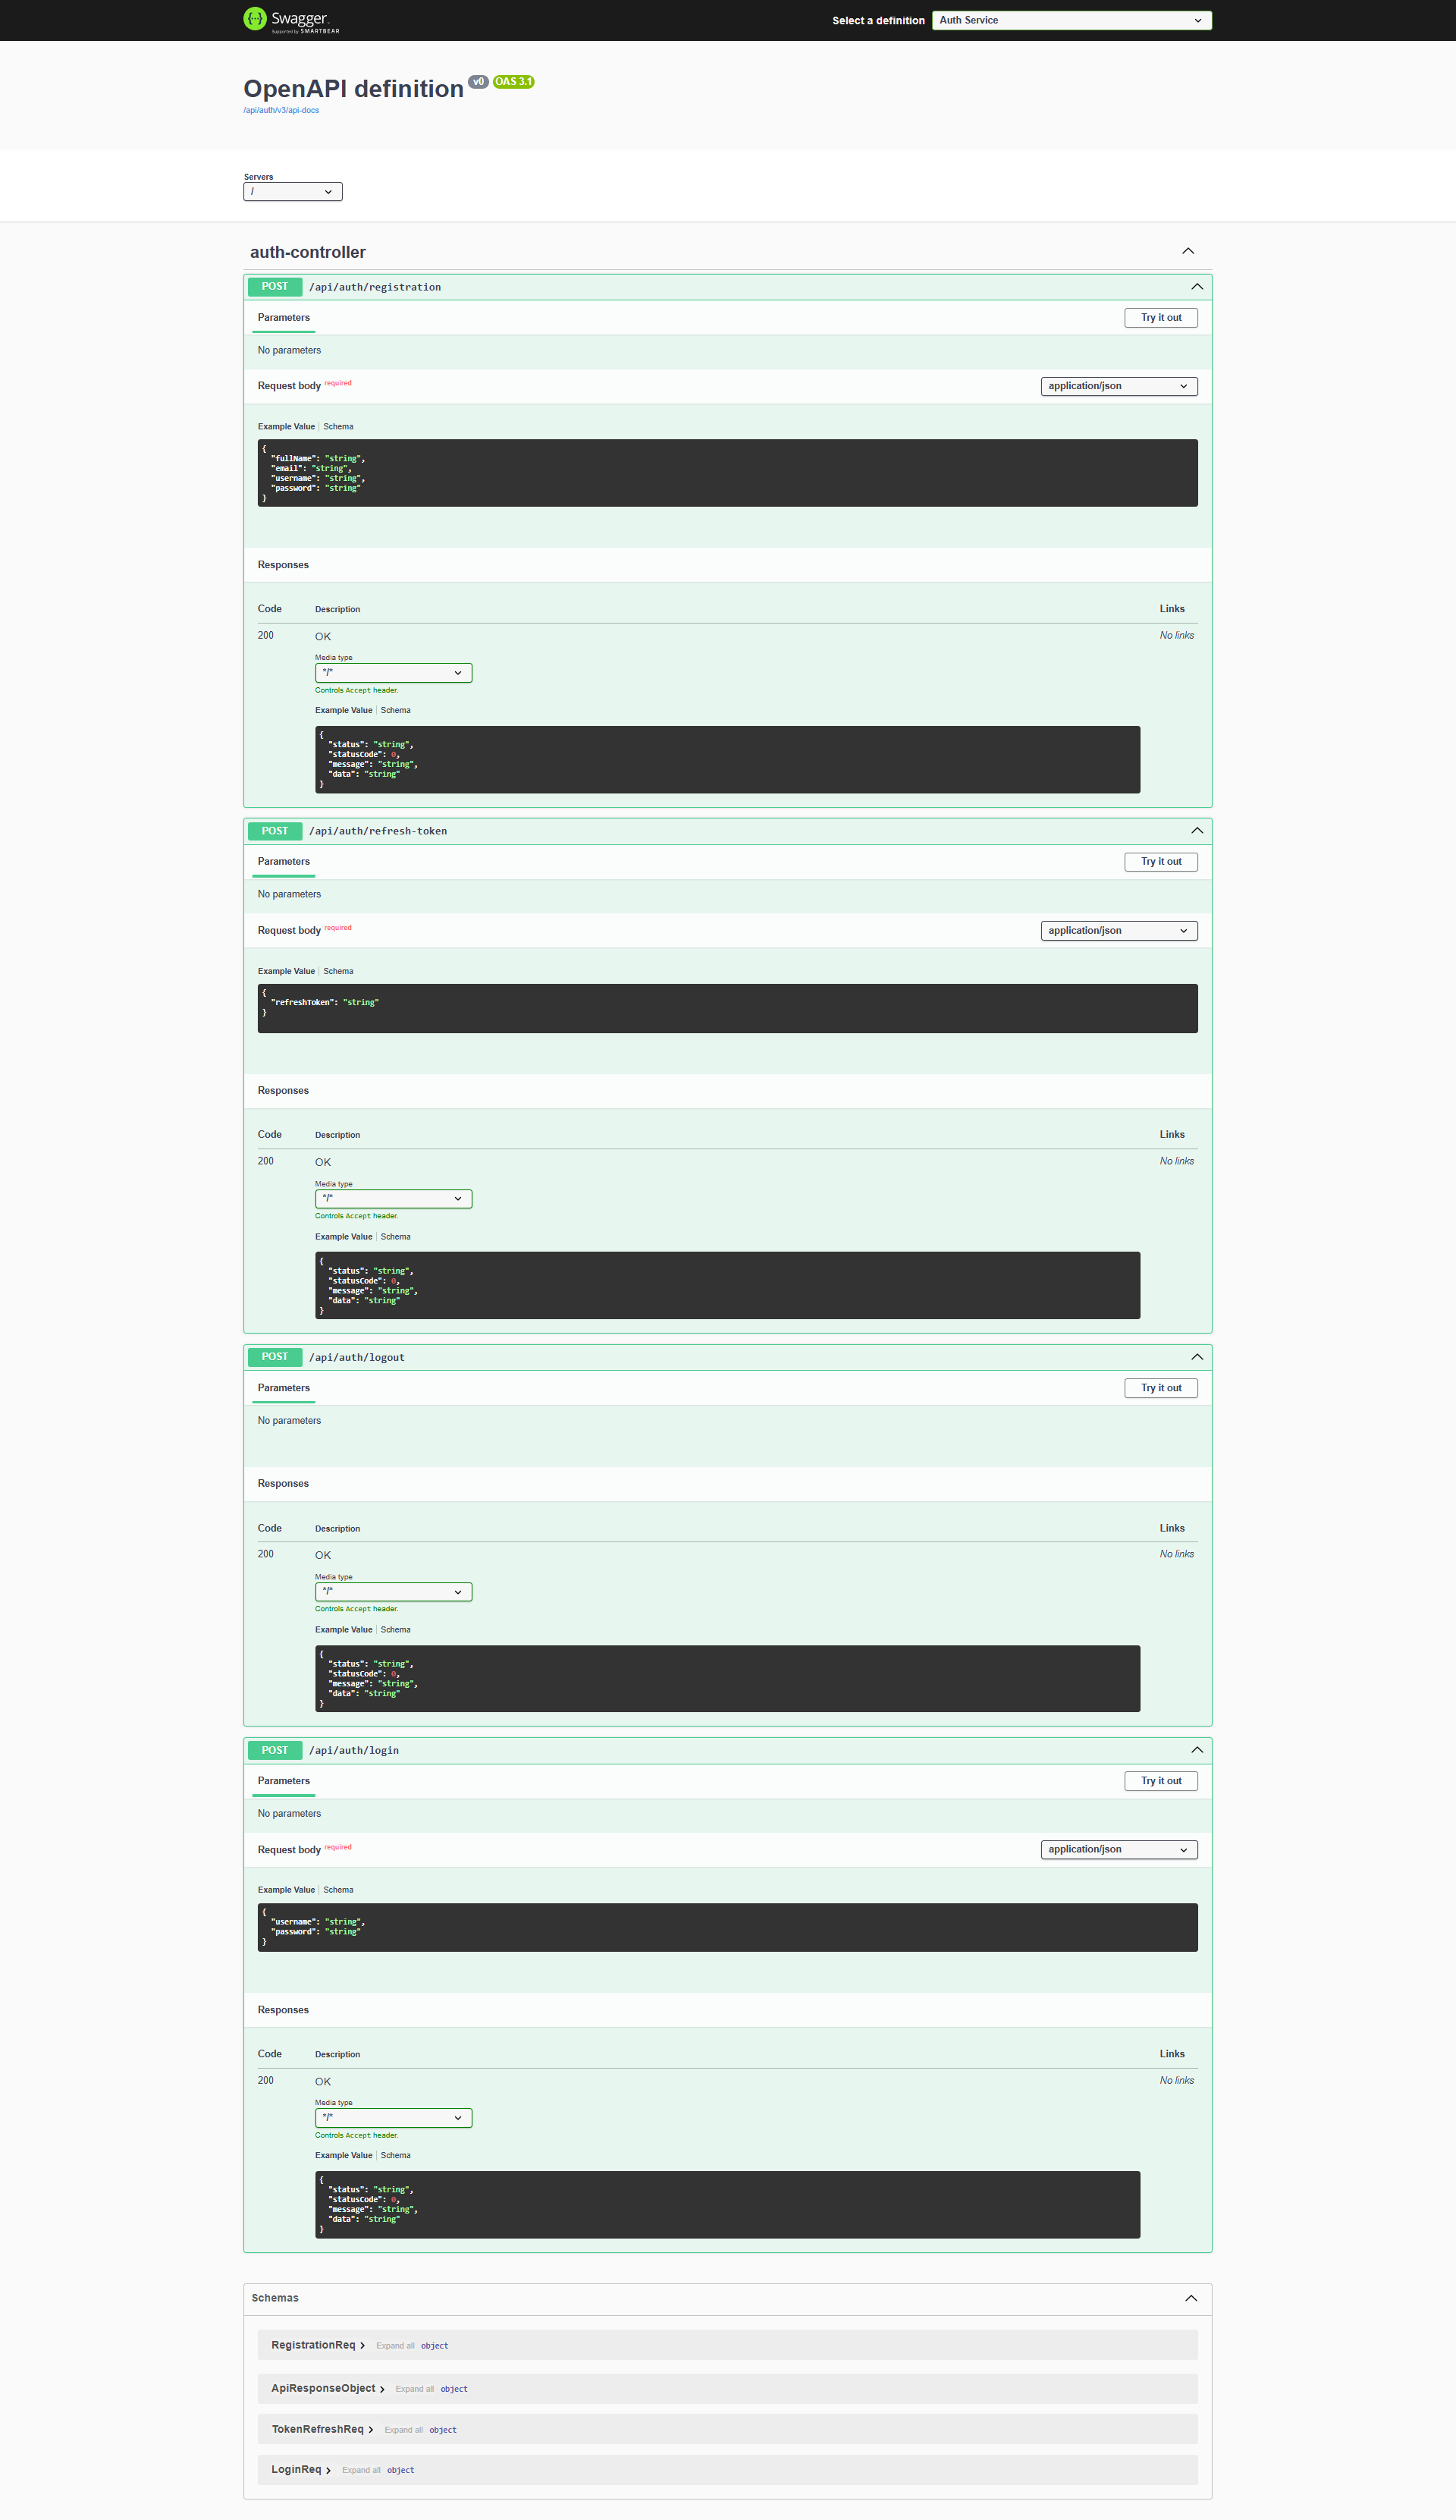 Swagger.
Supported by SMARTBEAR
Select a definition
Auth Service
OpenAPI definition v0 OAS 3.1
/api/auth/v3/api-docs
Servers
/
auth-controller
POST /api/auth/registration
Parameters
Try it out
No parameters
Request body required
application/json
Example Value | Schema
{
"fullName": "string",
"email": "string",
"username": "string",
"password": "string"
}
Responses
Code Description Links
200 OK No links
Media type
*/*
Controls Accept header.
Example Value | Schema
{
"status": "string",
"statusCode": 0,
"message": "string",
"data": "string"
}
POST /api/auth/refresh-token
Parameters
Try it out
No parameters
Request body required
application/json
Example Value | Schema
{
"refreshToken": "string"
}
Responses
Code Description Links
200 OK No links
Media type
*/*
Controls Accept header.
Example Value | Schema
{
"status": "string",
"statusCode": 0,
"message": "string",
"data": "string"
}
POST /api/auth/logout
Parameters
Try it out
No parameters
Responses
Code Description Links
200 OK No links
Media type
*/*
Controls Accept header.
Example Value | Schema
{
"status": "string",
"statusCode": 0,
"message": "string",
"data": "string"
}
POST /api/auth/login
Parameters
Try it out
No parameters
Request body required
application/json
Example Value | Schema
{
"username": "string",
"password": "string"
}
Responses
Code Description Links
200 OK No links
Media type
*/*
Controls Accept header.
Example Value | Schema
{
"status": "string",
"statusCode": 0,
"message": "string",
"data": "string"
}
Schemas
RegistrationReq Expand all object
ApiResponseObject Expand all object
TokenRefreshReq Expand all object
LoginReq Expand all object